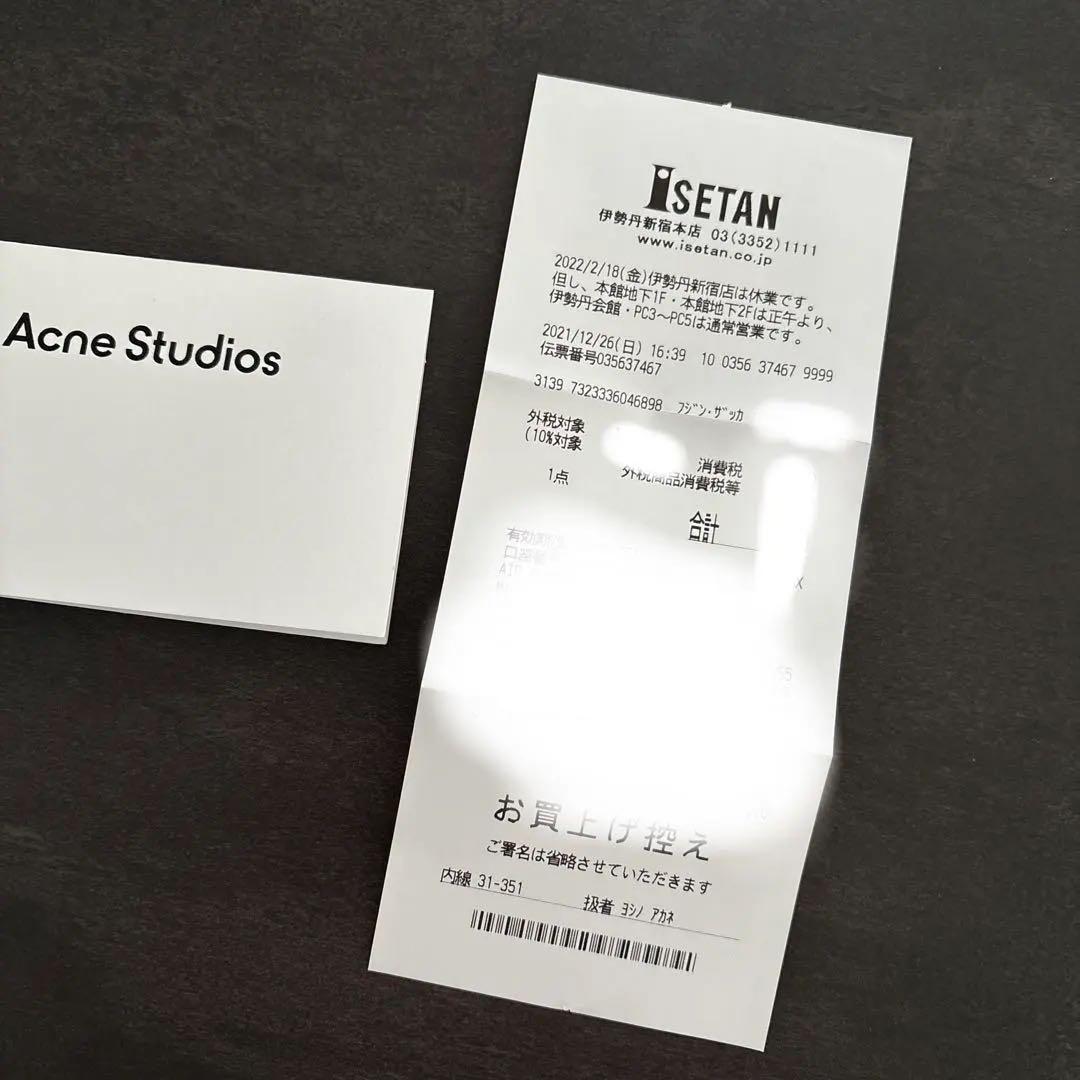 Acne Studios
ISETAN
伊勢丹新宿本店 03(3352)1111
www.isetan.co.jp
2022/2/18(金)伊勢丹新宿店は休業です。
但し、本館地下1F・本館地下2Fは正午より、
伊勢丹会館・PC3〜PC5は通常営業です。
2021/12/26(日) 16:39 10 0356 37467 9999
伝票番号035637467
3139 7323336046898 フジン・ザッカ
外税対象
(10%対象
消費税
1点 外税商品消費税等
合計
有効期限
X
お買上げ控え
ご署名は省略させていただきます
内線 31-351 扱者 ヨシノ アカネ